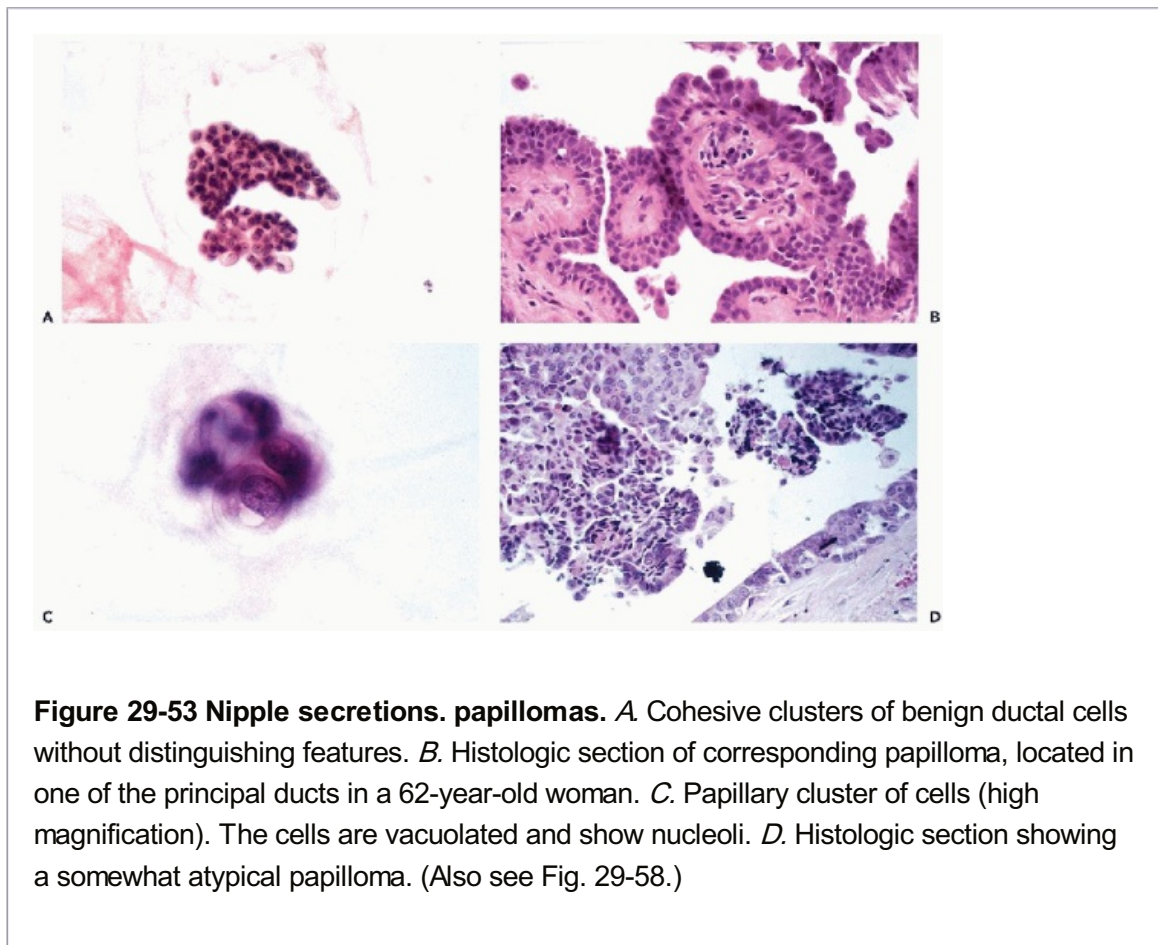 A
B
C
D
Figure 29-53 Nipple secretions. papillomas. A. Cohesive clusters of benign ductal cells
without distinguishing features. B. Histologic section of corresponding papilloma, located in
one of the principal ducts in a 62-year-old woman. C. Papillary cluster of cells (high
magnification). The cells are vacuolated and show nucleoli. D. Histologic section showing
a somewhat atypical papilloma. (Also see Fig. 29-58.)